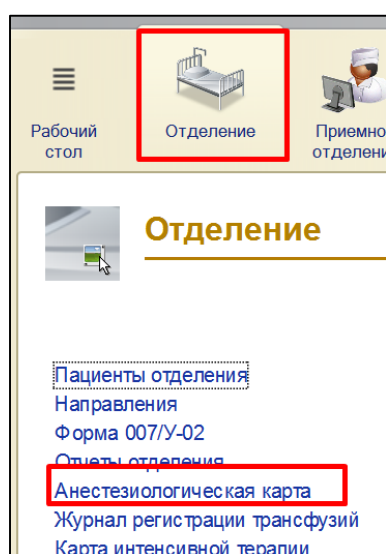 Рабочий
стол
Отделение
Приемно
отделени
Отделение
Пациенты отделения
Направления
Форма 007/У-02
Отчеты отделения
Анестезиологическая карта
Журнал регистрации трансфузий
Карта интенсивной терапии